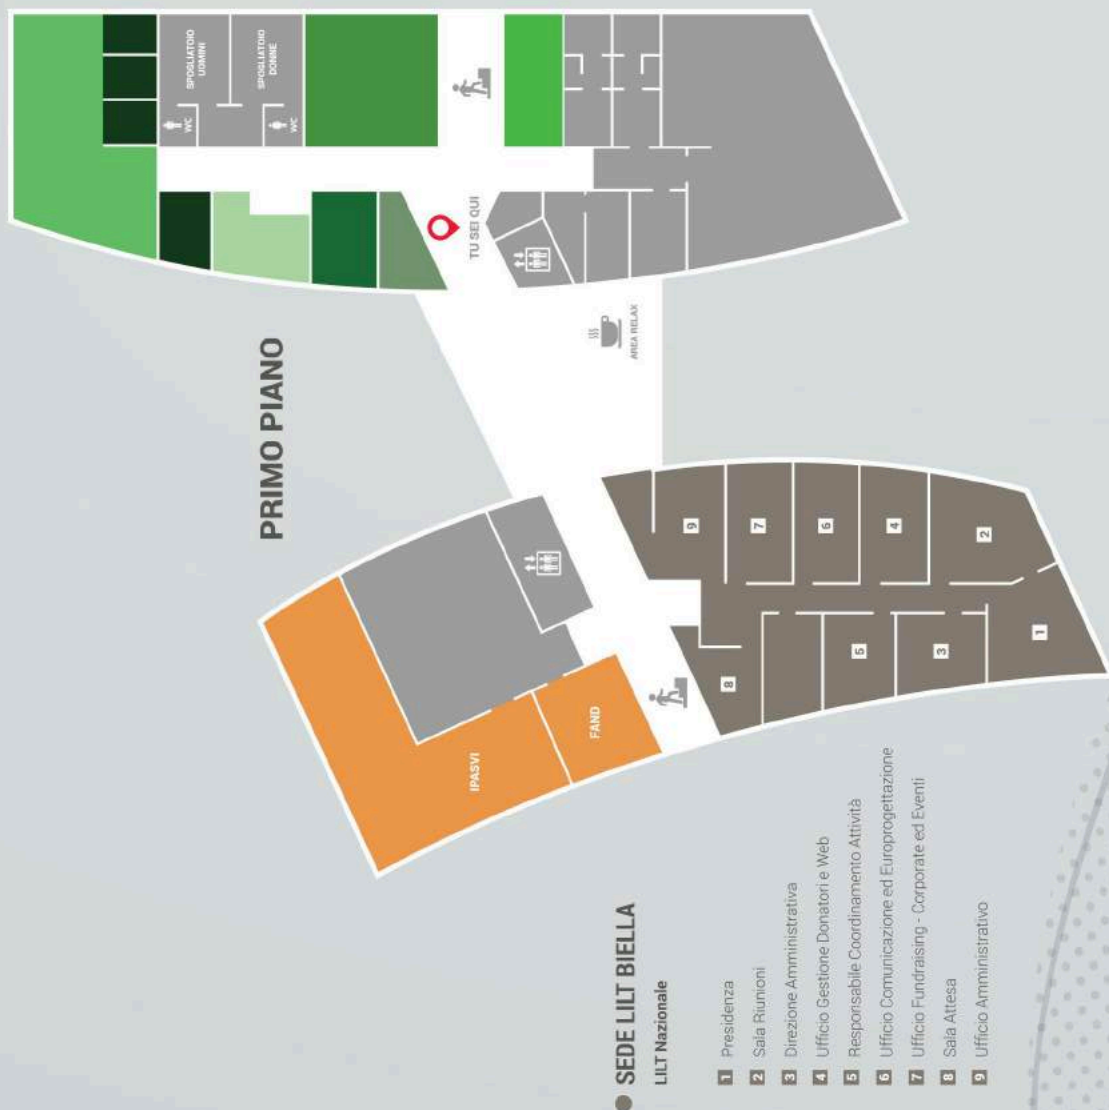 PRIMO PIANO
SPOGLIATOIO
UOMINI
SPOGLIATOIO
DONNE
WC
WC
TU SEI QUI
AREA RELAX
IPASVI
FAND
9
7
6
4
2
8
5
3
1
SEDE LILT BIELLA
LILT Nazionale
1 Presidenza
2 Sala Riunioni
3 Direzione Amministrativa
4 Ufficio Gestione Donatori e Web
5 Responsabile Coordinamento Attività
6 Ufficio Comunicazione ed Europrogettazione
7 Ufficio Fundraising - Corporate ed Eventi
8 Sala Attesa
9 Ufficio Amministrativo